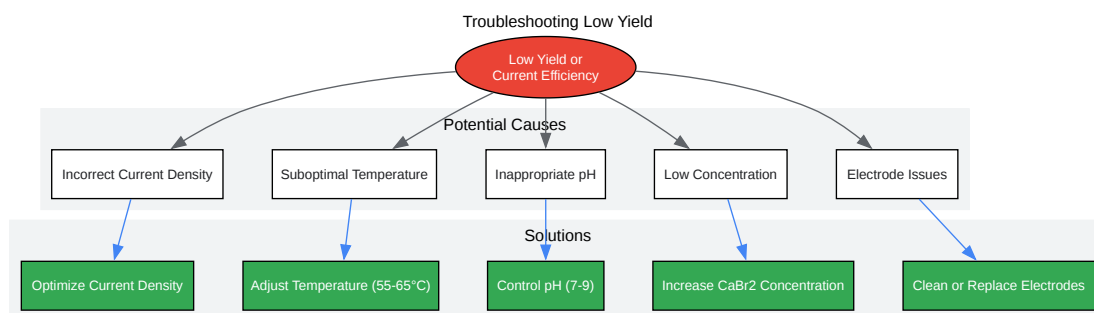 Troubleshooting Low Yield
Low Yield or
Current Efficiency
Potential Causes
Incorrect Current Density
Suboptimal Temperature
Inappropriate pH
Low Concentration
Electrode Issues
Solutions
Optimize Current Density
Adjust Temperature (55-65°C)
Control pH (7-9)
Increase CaBr2 Concentration
Clean or Replace Electrodes